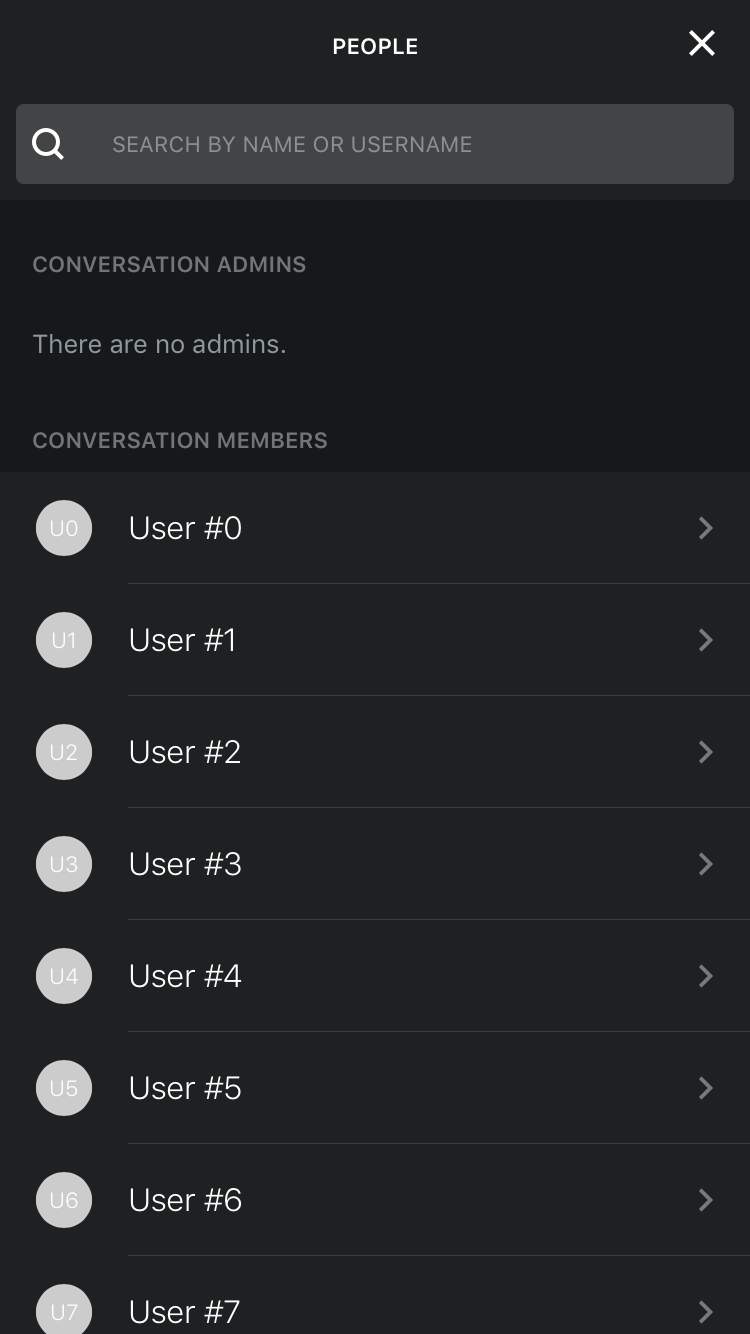 PEOPLE
SEARCH BY NAME OR USERNAME
CONVERSATION ADMINS
There are no admins.
CONVERSATION MEMBERS
U0 User #0
U1 User #1
U2 User #2
U3 User #3
U4 User #4
U5 User #5
U6 User #6
U7 User #7